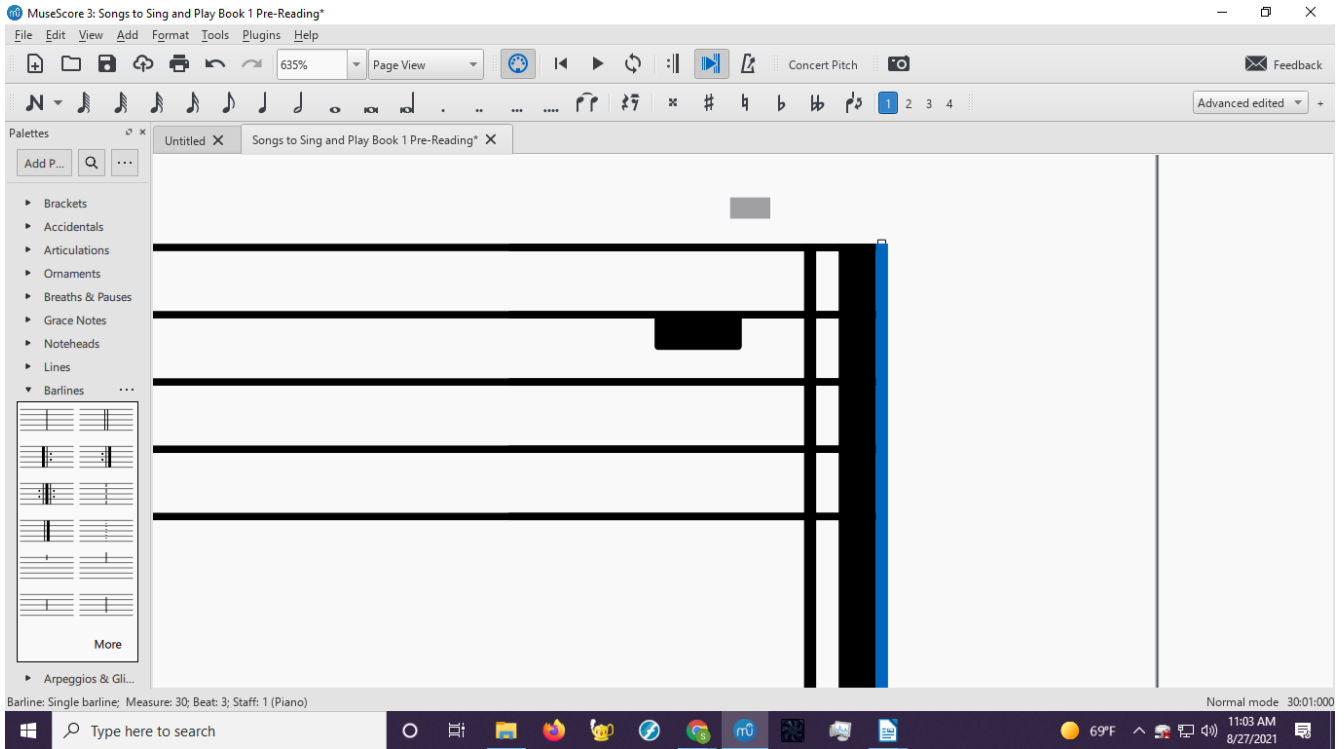 MuseScore 3: Songs to Sing and Play Book 1 Pre-Reading*
File Edit View Add Format Tools Plugins Help
635% Page View Concert Pitch Feedback
1 2 3 4 Advanced edited +
Palettes
Untitled X Songs to Sing and Play Book 1 Pre-Reading* X
Add P... ...
Brackets
Accidentals
Articulations
Ornaments
Breaths & Pauses
Grace Notes
Noteheads
Lines
Barlines ...
More
Arpeggios & Gli...
Barline: Single barline; Measure: 30; Beat: 3; Staff: 1 (Piano) Normal mode 30:01:000
Type here to search 69°F 11:03 AM
8/27/2021